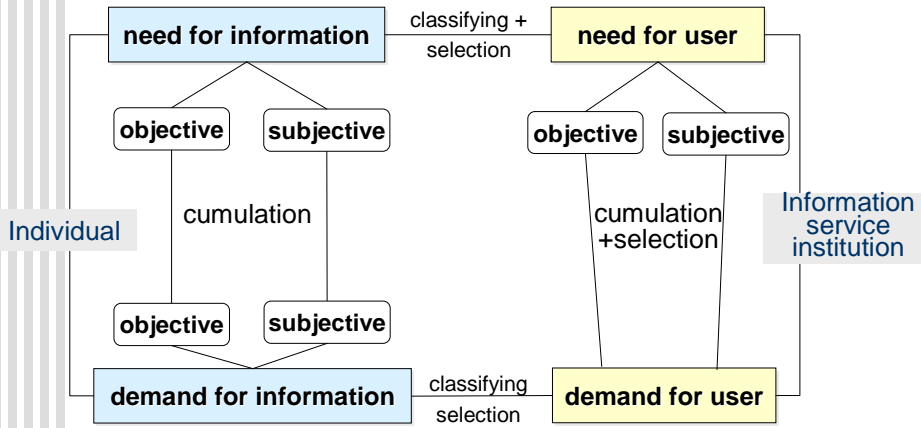 need for information
classifying +
selection
need for user
objective
subjective
objective
subjective
Individual
cumulation
cumulation
+selection
Information
service
institution
objective
subjective
demand for information
classifying
selection
demand for user